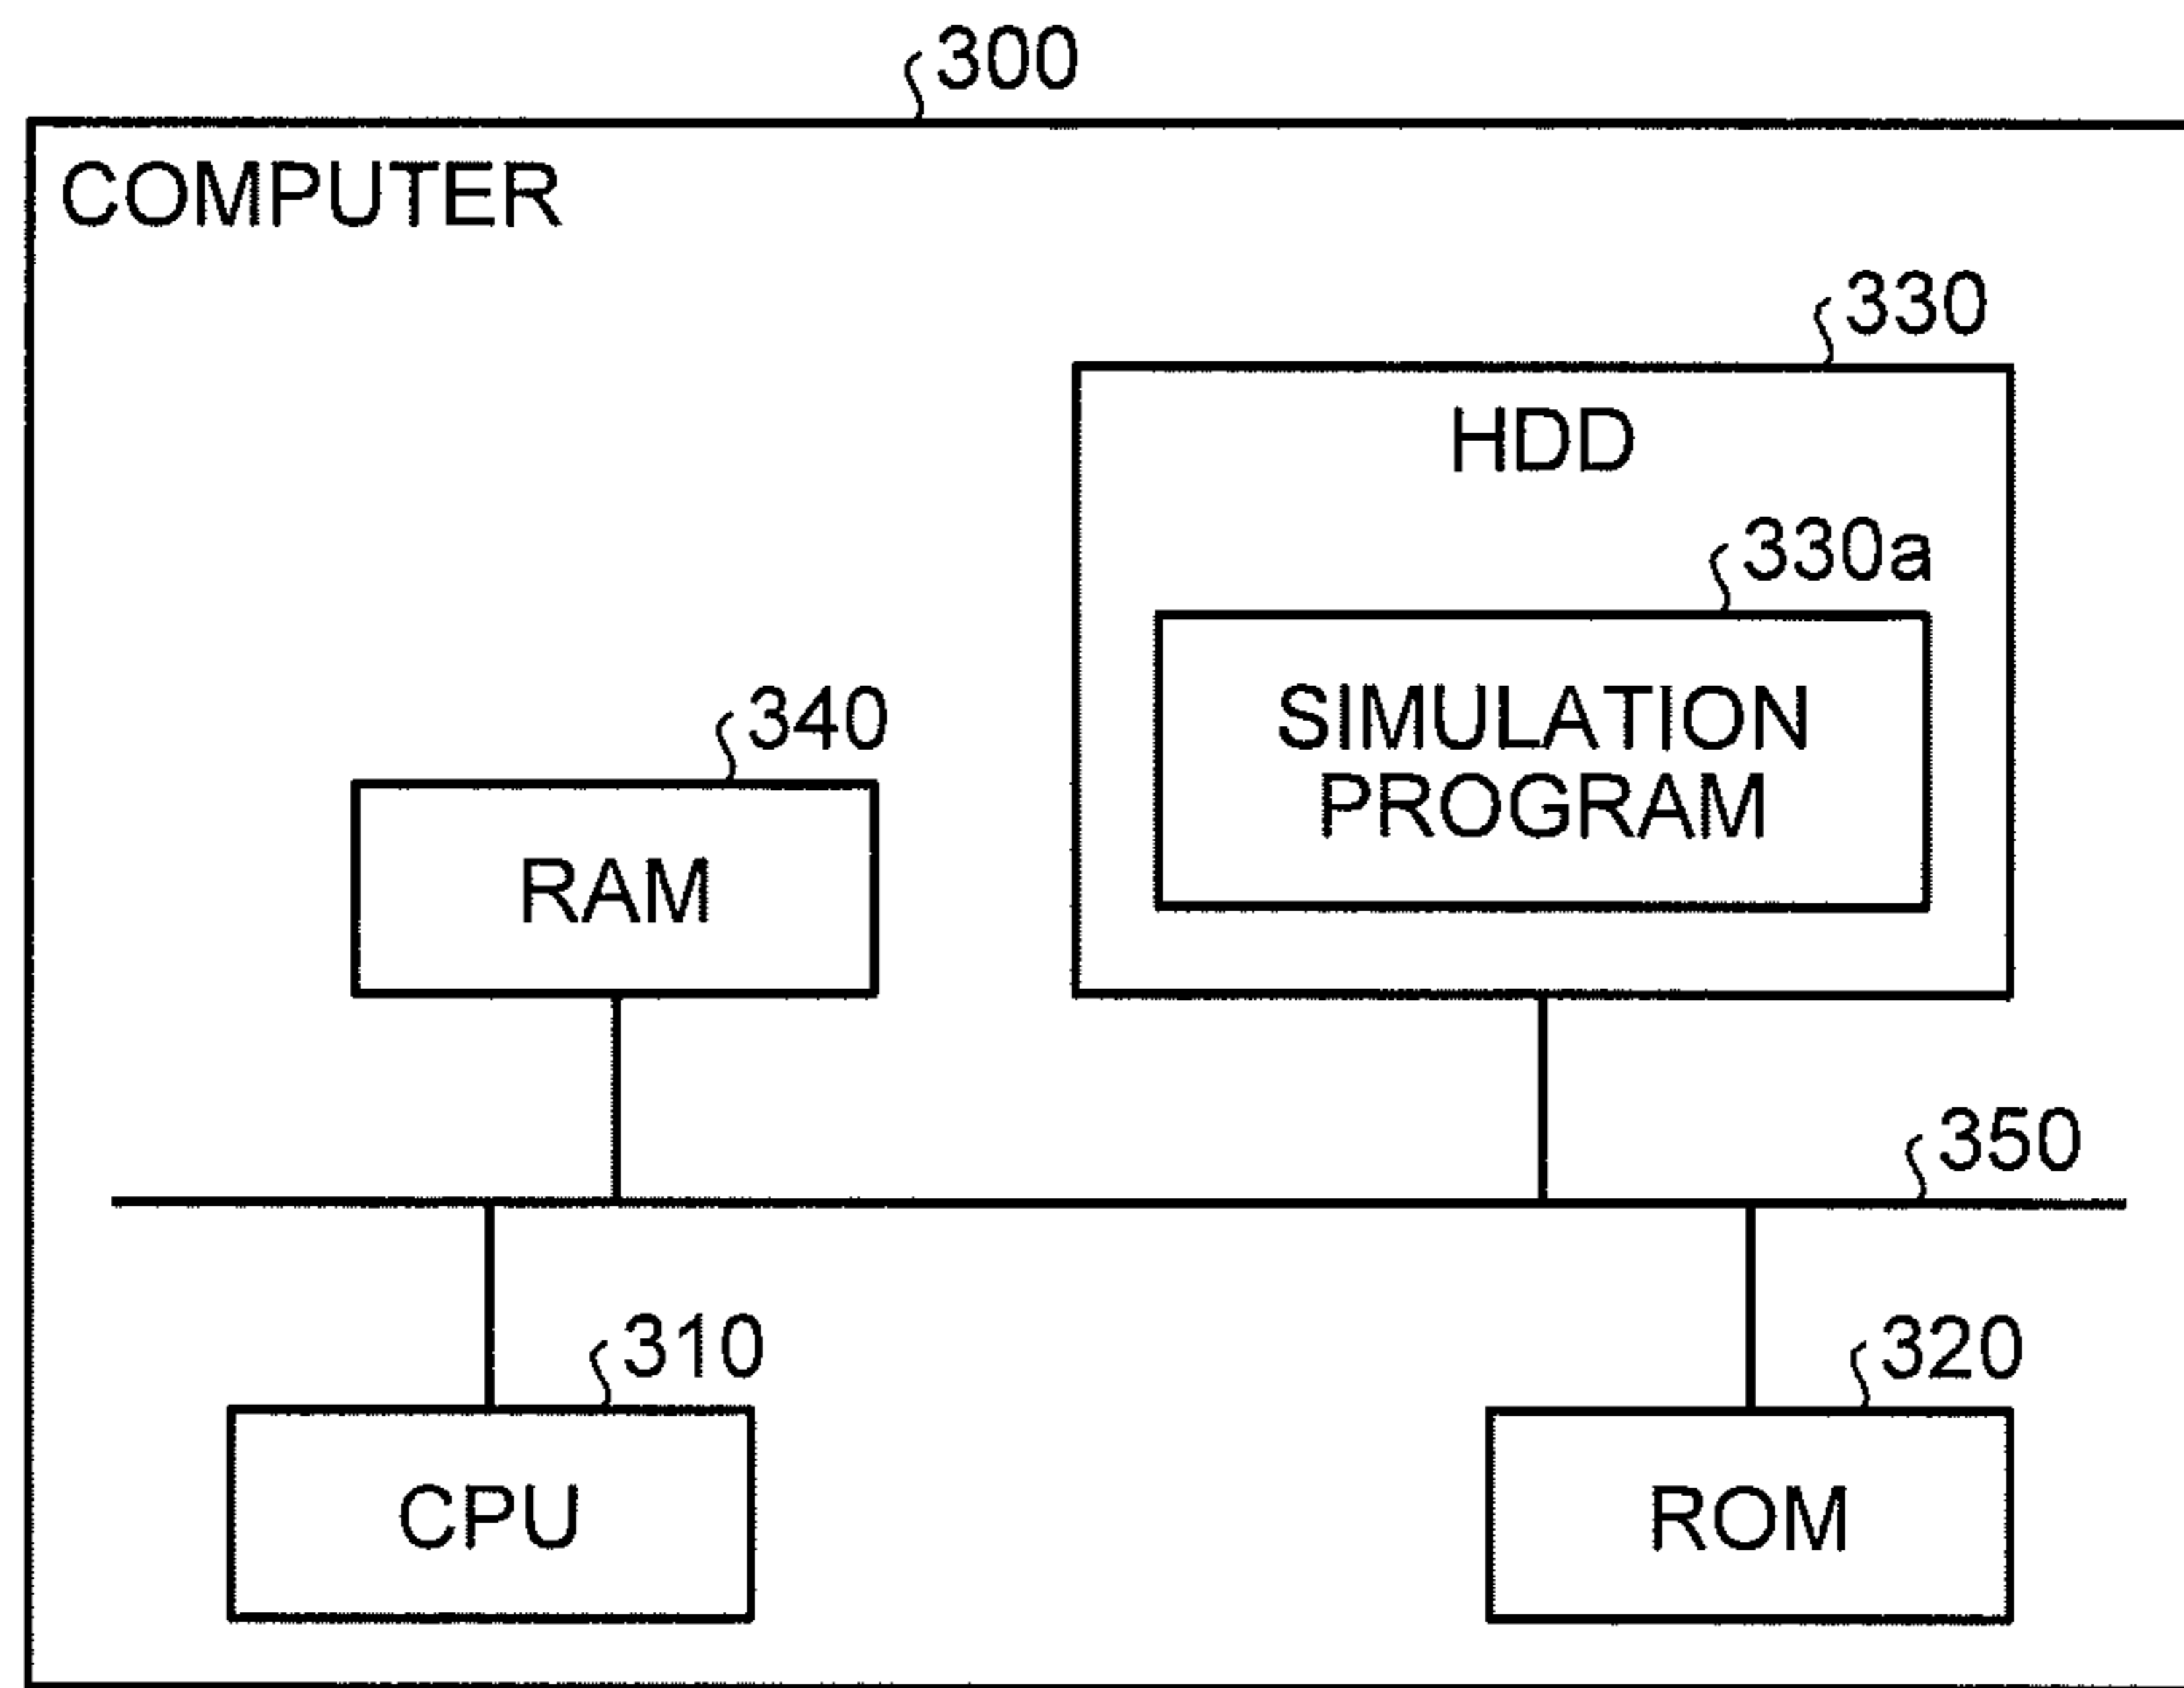 300
COMPUTER
330
HDD
330a
SIMULATION
PROGRAM
340
RAM
350
310
CPU
320
ROM